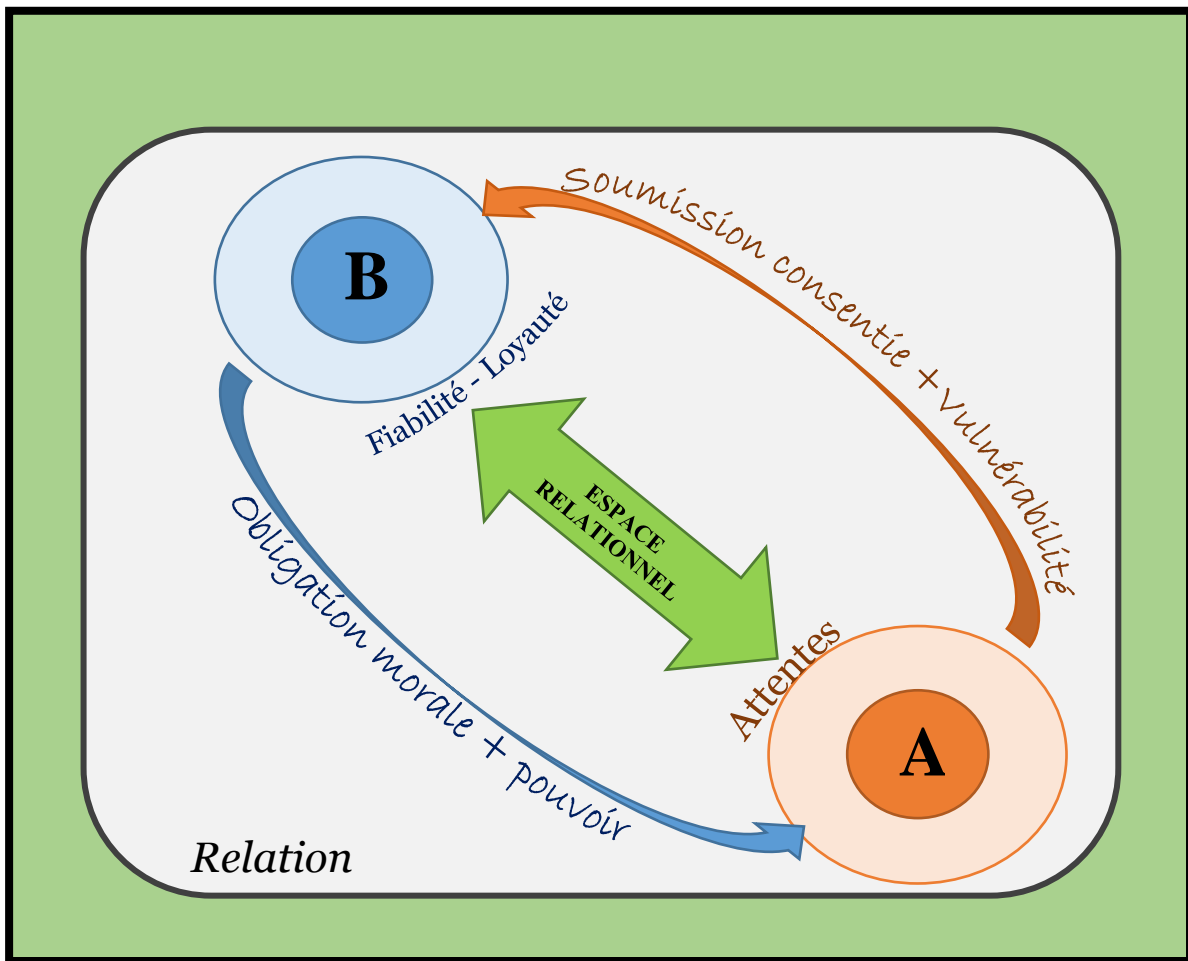 Soumission consentie + Vulnérabilité
B
Fiabilité - Loyauté
ESPACE
RELATIONNEL
Obligation morale + pouvoir
Attentes
A
Relation